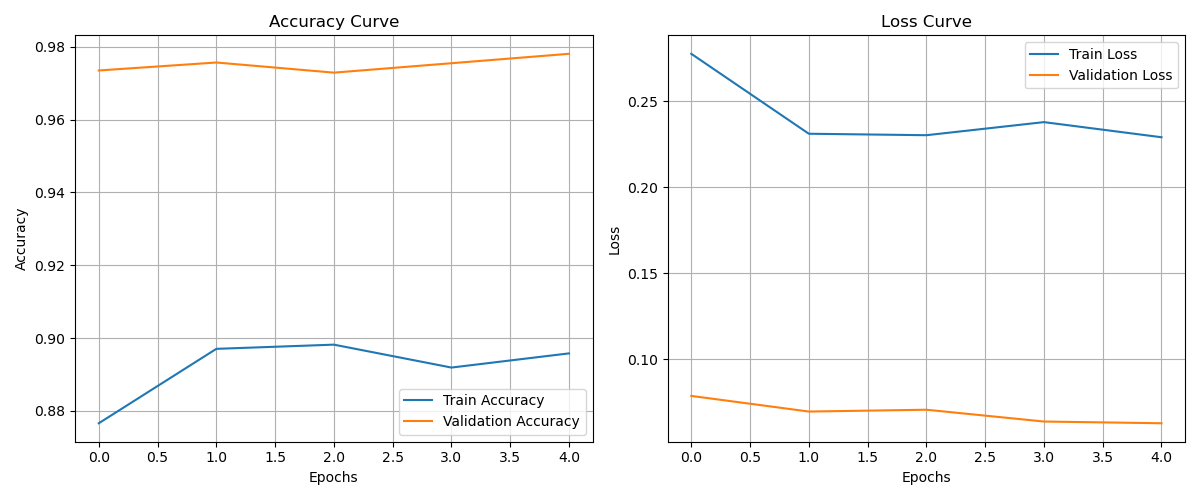 Accuracy Curve
0.98
0.96
0.94
0.92
0.90
0.88
Accuracy
0.0 0.5 1.0 1.5 2.0 2.5 3.0 3.5 4.0
Epochs
Train Accuracy
Validation Accuracy
Loss Curve
0.25
0.20
0.15
0.10
Loss
0.0 0.5 1.0 1.5 2.0 2.5 3.0 3.5 4.0
Epochs
Train Loss
Validation Loss